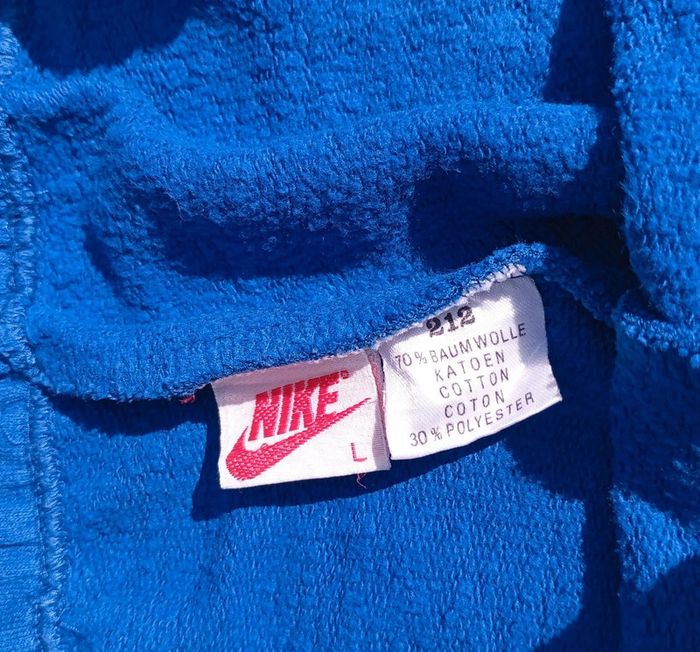 NIKE®
L
212
70% BAUMWOLLE
KATOEN
COTTON
COTON
30% POLYESTER